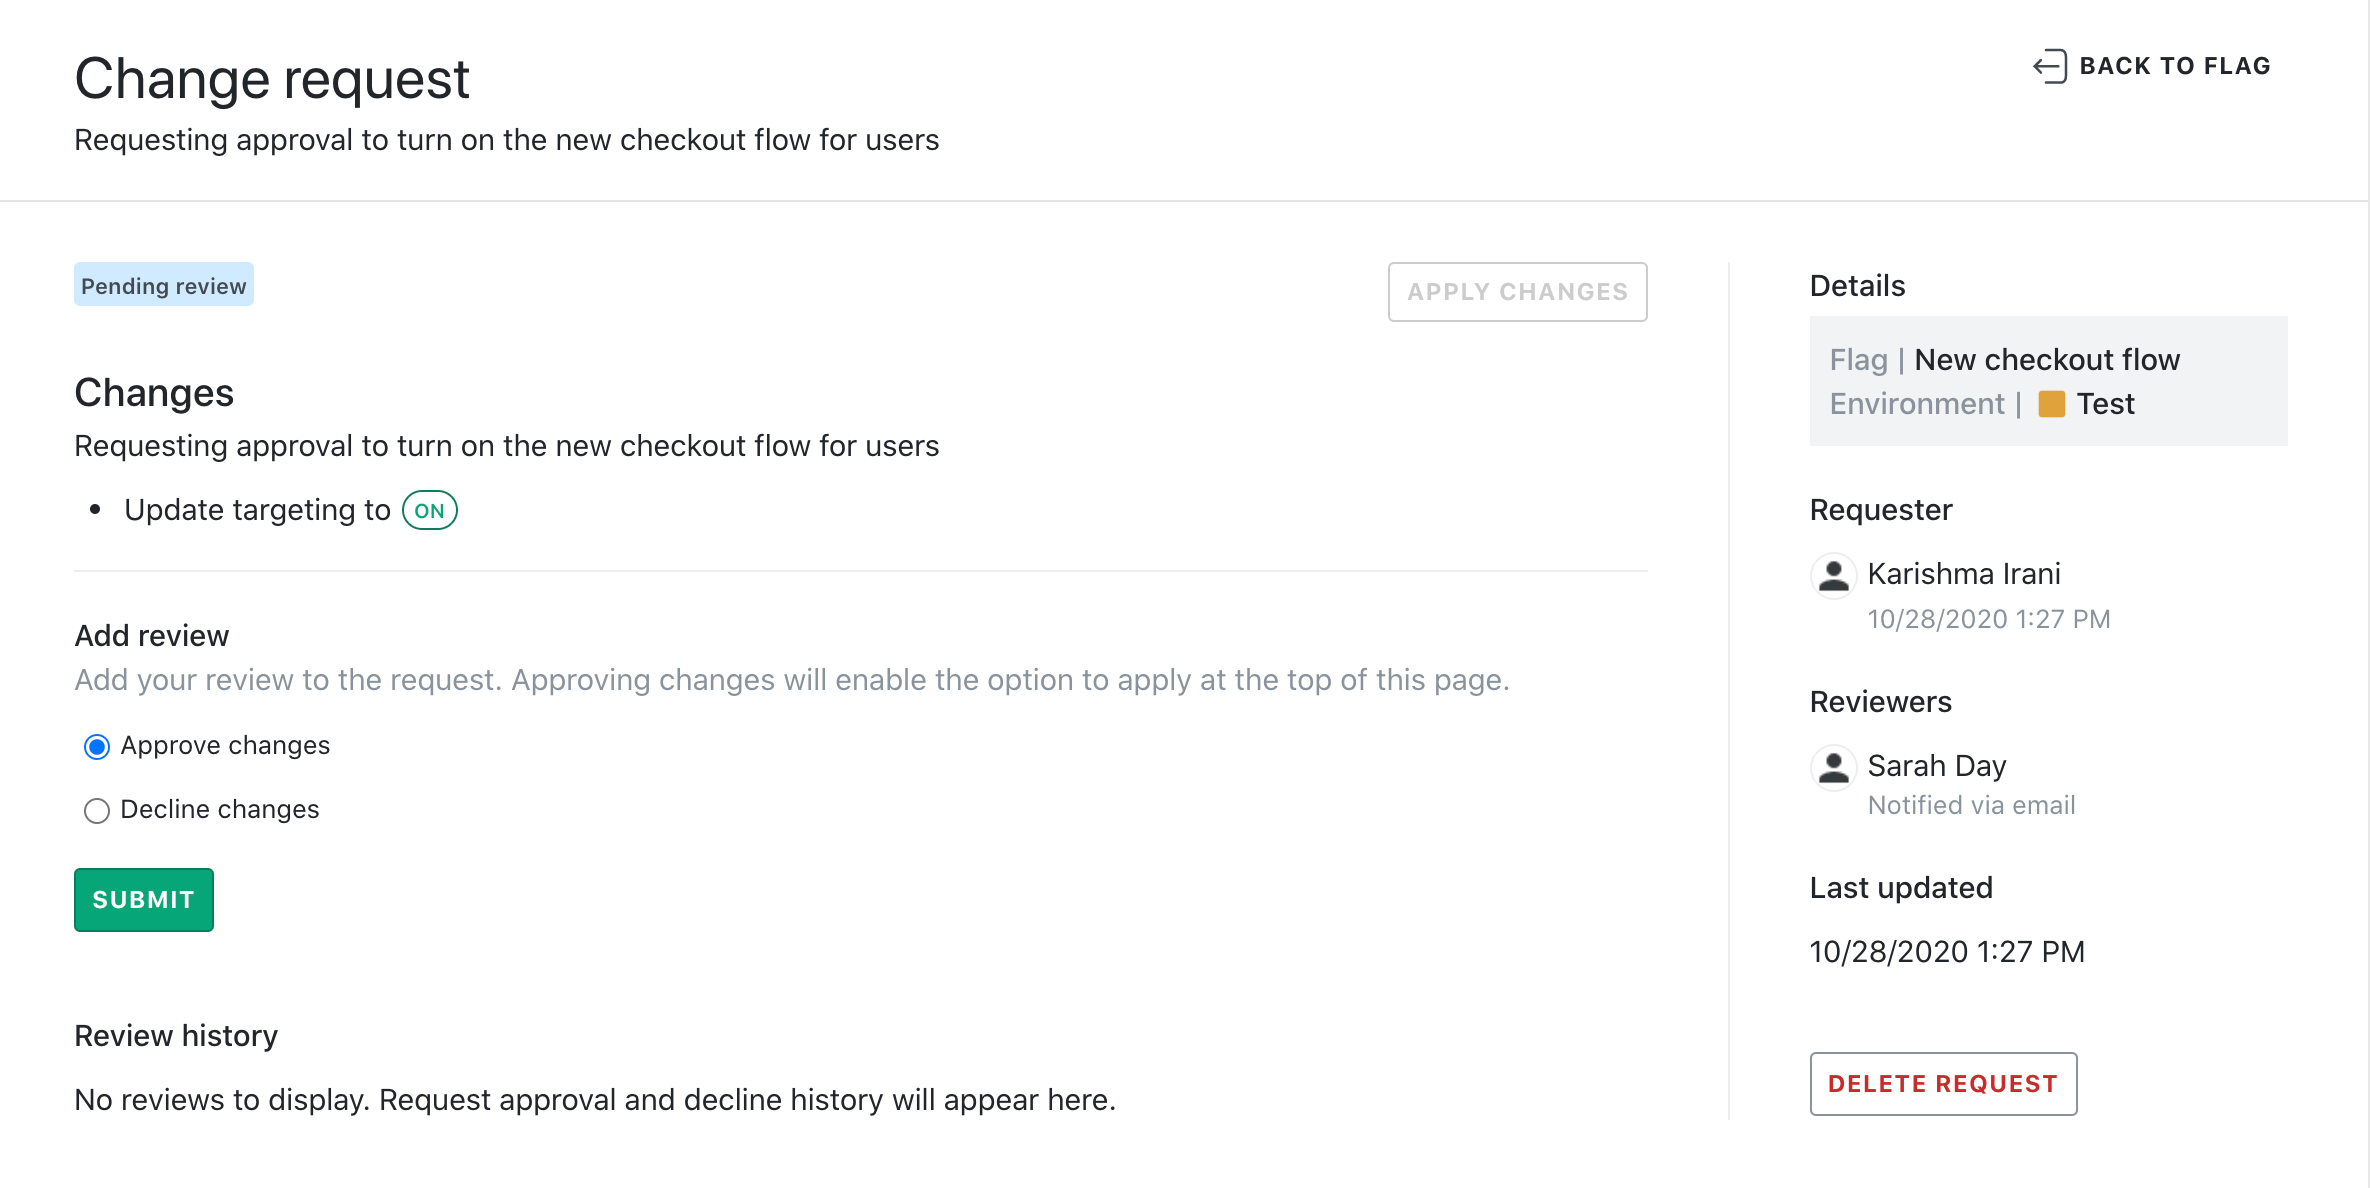 Change request
BACK TO FLAG
Requesting approval to turn on the new checkout flow for users
Pending review
APPLY CHANGES
Changes
Requesting approval to turn on the new checkout flow for users
Update targeting to ON
Add review
Add your review to the request. Approving changes will enable the option to apply at the top of this page.
Approve changes
Decline changes
SUBMIT
Review history
No reviews to display. Request approval and decline history will appear here.
Details
Flag | New checkout flow
Environment | Test
Requester
Karishma Irani
10/28/2020 1:27 PM
Reviewers
Sarah Day
Notified via email
Last updated
10/28/2020 1:27 PM
DELETE REQUEST